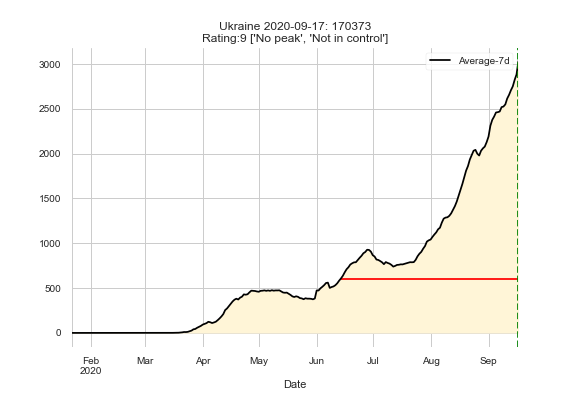 Ukraine 2020-09-17: 170373
Rating:9 ['No peak', 'Not in control']
Average-7d
3000
2500
2000
1500
1000
500
0
Feb Mar Apr May Jun Jul Aug Sep
2020
Date